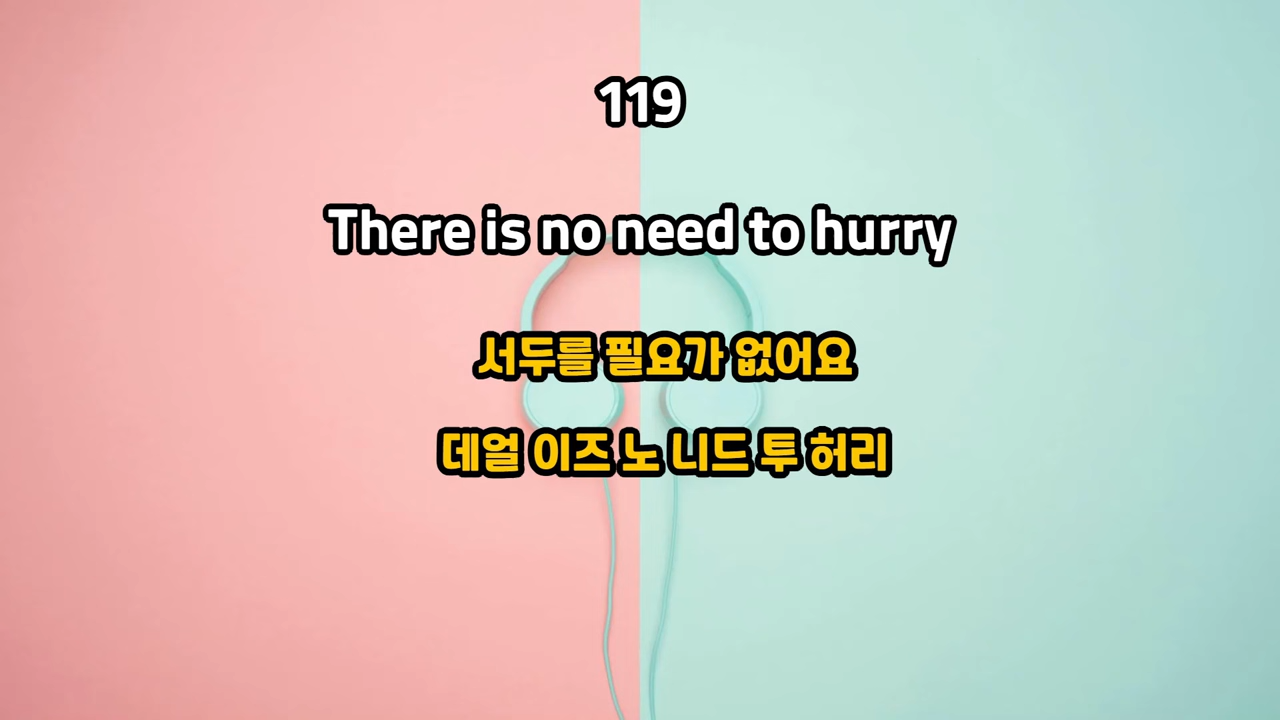 119
There is no need to hurry
서두를 필요가 없어요
데얼 이즈 노 니드 투 허리